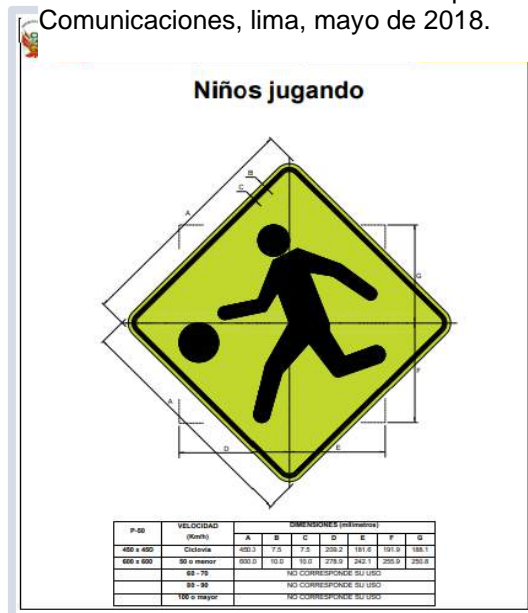 Comunicaciones, lima, mayo de 2018.
Niños jugando
B
C
A
G
F
A
D
E
P-50 VELOCIDAD (Km/h) DIMENSIONES (milímetros)
A B C D E F G
450 x 450 Ciclovía 450.0 7.5 7.5 209.2 181.6 191.9 188.1
600 x 600 50 o menor 600.0 10.0 10.0 278.9 242.1 255.9 250.8
60 - 70 NO CORRESPONDE SU USO
80 - 90 NO CORRESPONDE SU USO
100 o mayor NO CORRESPONDE SU USO